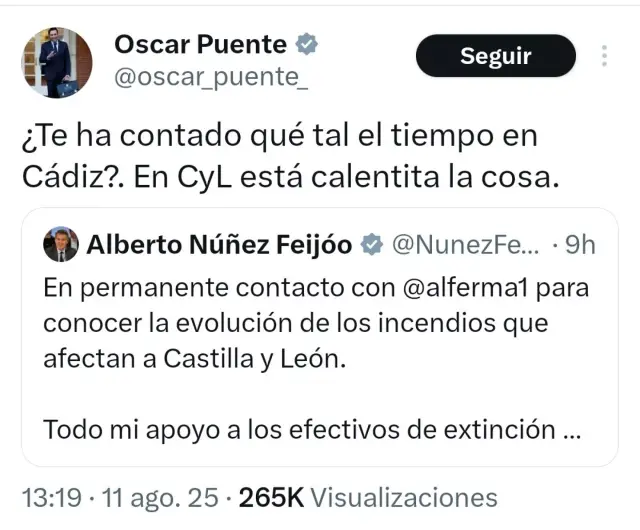 Oscar Puente
@oscar_puente_
Seguir
¿Te ha contado qué tal el tiempo en
Cádiz?. En CyL está calentita la cosa.
Alberto Núñez Feijóo @NunezFe... · 9h
En permanente contacto con @alferma1 para
conocer la evolución de los incendios que
afectan a Castilla y León.
Todo mi apoyo a los efectivos de extinción ...
13:19 · 11 ago. 25 · 265K Visualizaciones